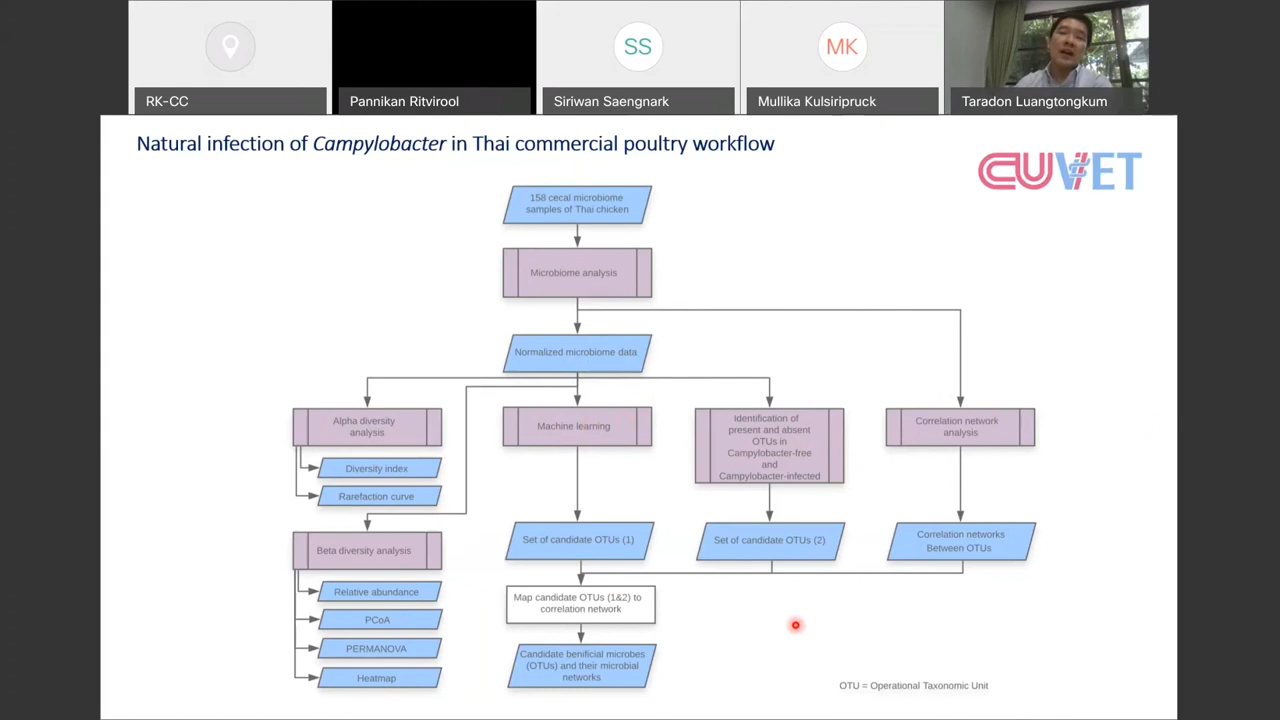 SS
MK
RK-CC
Pannikan Ritvirool
Siriwan Saengnark
Mullika Kulsiripruck
Taradon Luangtongkum
Natural infection of Campylobacter in Thai commercial poultry workflow
CUVET
158 cecal microbiome
samples of Thai chicken
Microbiome analysis
Normalized microbiome data
Alpha diversity
analysis
Diversity index
Rarefaction curve
Beta diversity analysis
Relative abundance
PCoA
PERMANOVA
Heatmap
Machine learning
Set of candidate OTUs (1)
Identification of
present and absent
OTUs in
Campylobacter-free
and
Campylobacter-infected
Set of candidate OTUs (2)
Correlation network
analysis
Correlation networks
Between OTUs
Map candidate OTUs (1&2) to
correlation network
Candidate benificial microbes
(OTUs) and their microbial
networks
OTU = Operational Taxonomic Unit